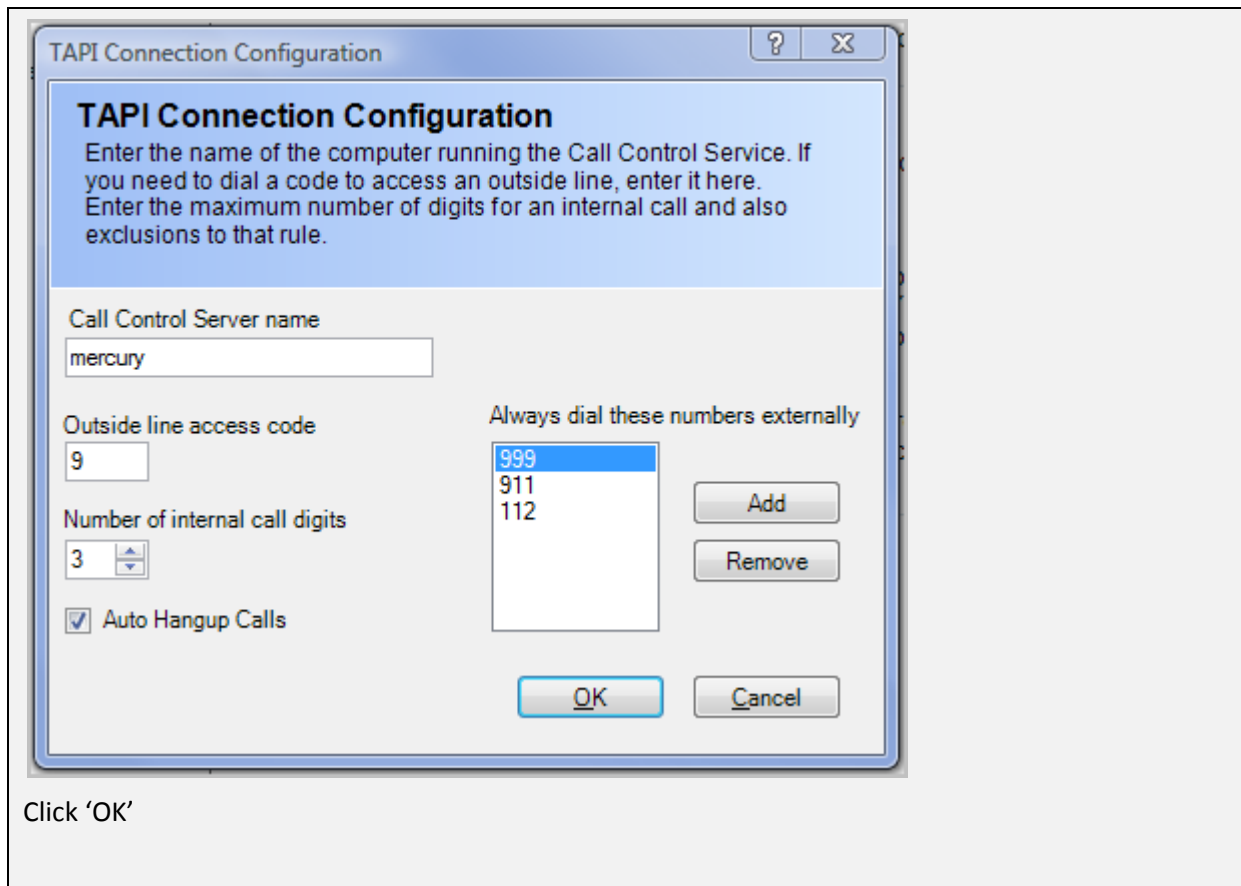 TAPI Connection Configuration
TAPI Connection Configuration
Enter the name of the computer running the Call Control Service. If
you need to dial a code to access an outside line, enter it here.
Enter the maximum number of digits for an internal call and also
exclusions to that rule.
Call Control Server name
mercury
Outside line access code
9
Number of internal call digits
3
Auto Hangup Calls
Always dial these numbers externally
999
911
112
Add
Remove
OK
Cancel
Click ‘OK’